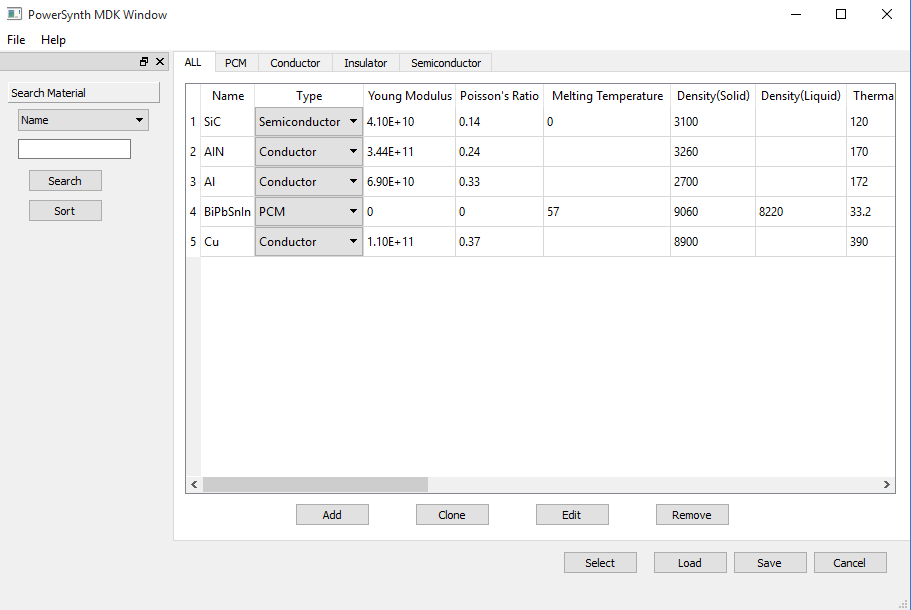 PowerSynth MDK Window
File Help
Search Material
Name
Search
Sort
ALL PCM Conductor Insulator Semiconductor
Name Type Young Modulus Poisson's Ratio Melting Temperature Density(Solid) Density(Liquid) Therma
1 SiC Semiconductor 4.10E+10 0.14 0 3100 120
2 AlN Conductor 3.44E+11 0.24 3260 170
3 Al Conductor 6.90E+10 0.33 2700 172
4 BiPbSnIn PCM 0 0 57 9060 8220 33.2
5 Cu Conductor 1.10E+11 0.37 8900 390
Add Clone Edit Remove
Select Load Save Cancel